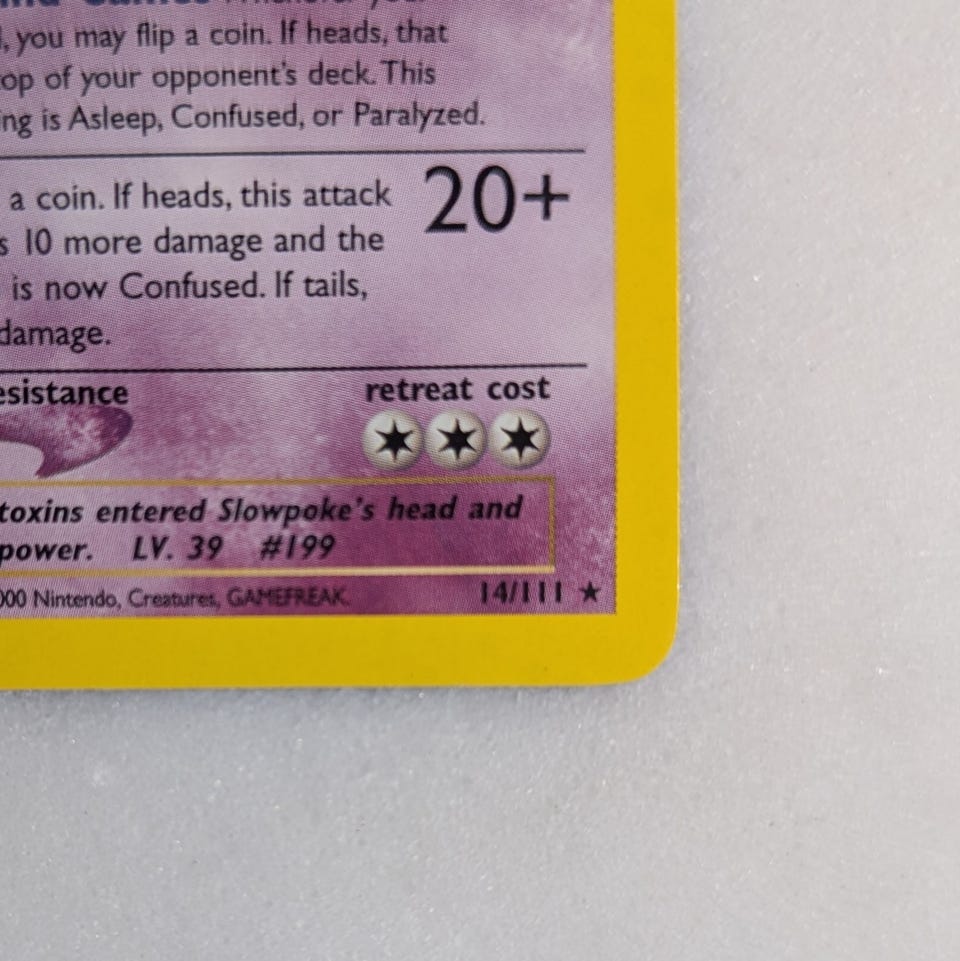 , you may flip a coin. If heads, that
op of your opponent's deck. This
ing is Asleep, Confused, or Paralyzed.
a coin. If heads, this attack 20+
s 10 more damage and the
is now Confused. If tails,
damage.
esistance retreat cost
toxins entered Slowpoke's head and
power. LV. 39 #199
000 Nintendo, Creatures, GAMEFREAK. 14/111 ★